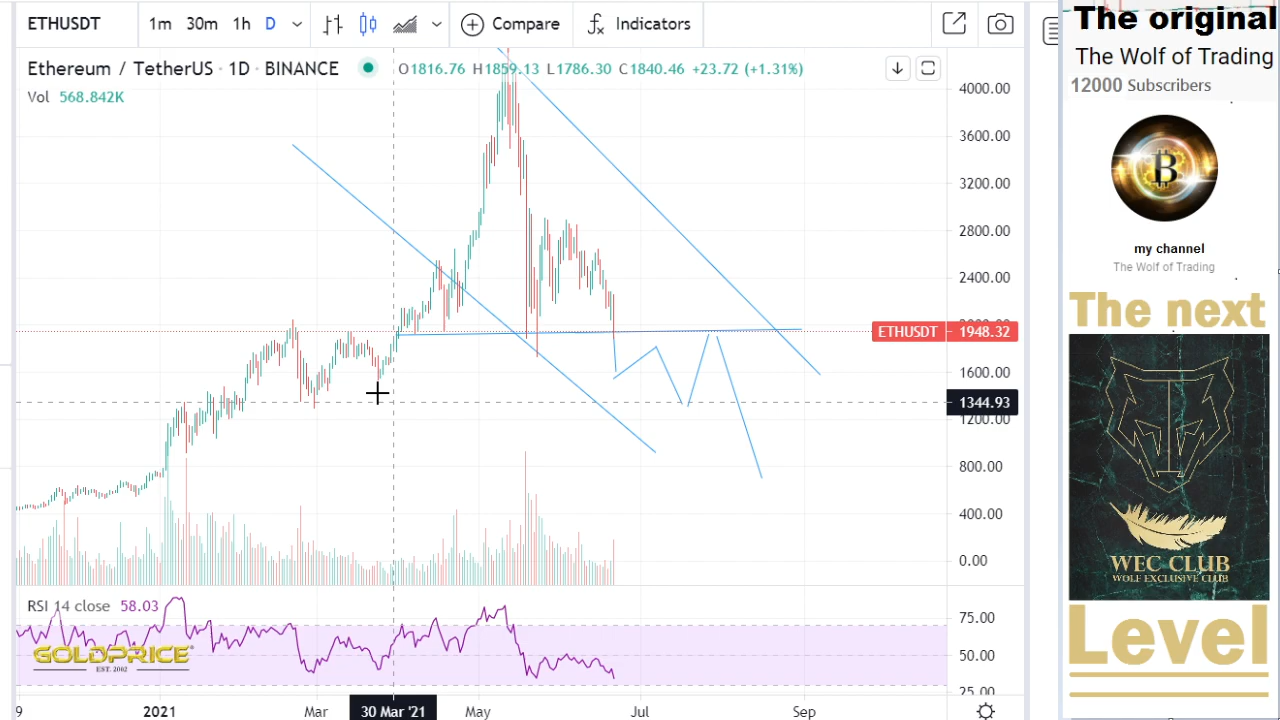 ETHUSDT 1m 30m 1h D Compare Indicators
Ethereum / TetherUS · 1D · BINANCE O1816.76 H1859.13 L1786.30 C1840.46 +23.72 (+1.31%)
Vol 568.842K
4000.00
3600.00
3200.00
2800.00
2400.00
ETHUSDT 1948.32
1600.00
1344.93
1200.00
800.00
400.00
0.00
RSI 14 close 58.03
75.00
50.00
25.00
GOLDPRICE
EST. 2002
9 2021 Mar 30 Mar '21 May Jul Sep
The original
The Wolf of Trading
12000 Subscribers
B
my channel
The Wolf of Trading
The next
WEC CLUB
WOLF EXCLUSIVE CLUB
Level